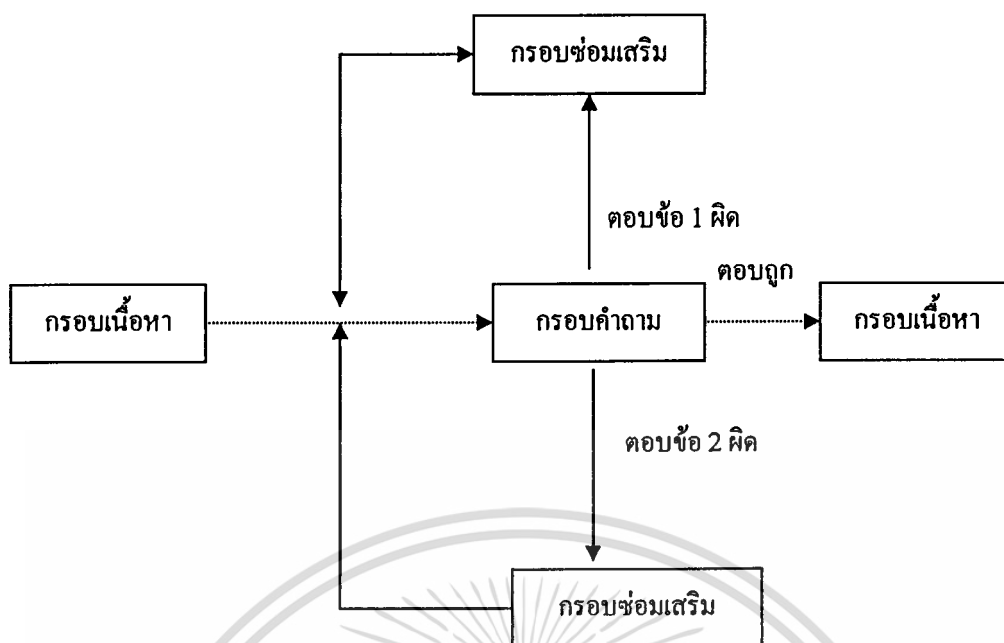 กรอบซ่อมเสริม
ตอบข้อ 1 ผิด
ตอบถูก
กรอบเนื้อหา
กรอบคำถาม
กรอบเนื้อหา
ตอบข้อ 2 ผิด
กรอบซ่อมเสริม